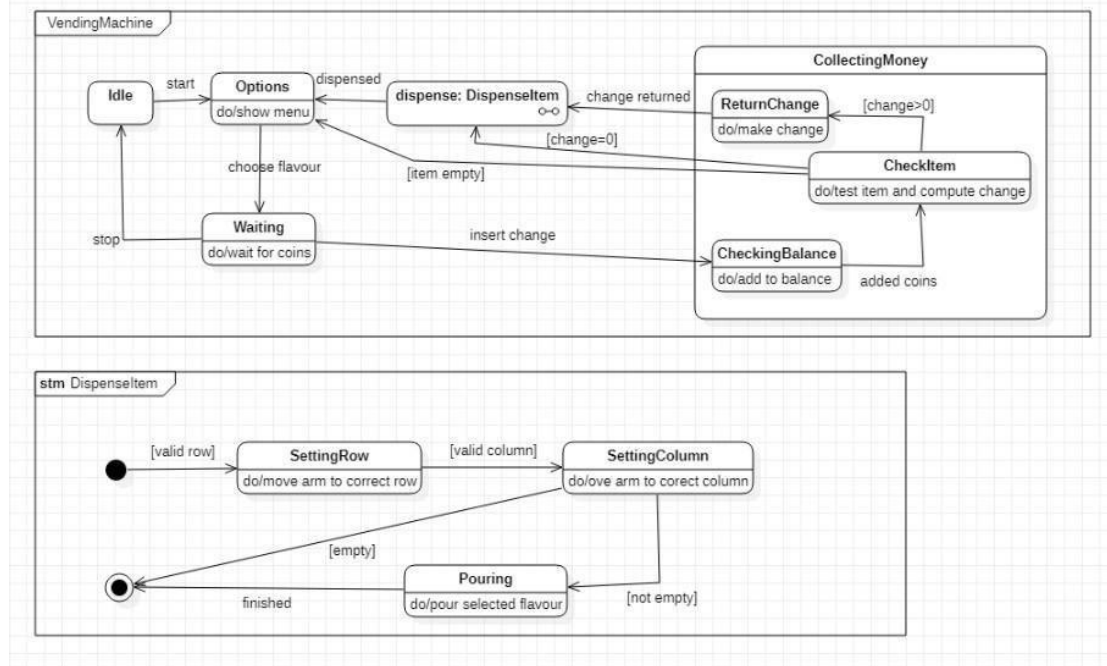 VendingMachine
CollectingMoney
Idle
start
Options
do/show menu
dispensed
dispense: DispenseItem
change returned
ReturnChange
do/make change
[change>0]
[change=0]
CheckItem
do/test item and compute change
choose flavour
[item empty]
Waiting
do/wait for coins
stop
insert change
CheckingBalance
do/add to balance
added coins
stm DispenseItem
[valid row]
SettingRow
do/move arm to correct row
[valid column]
SettingColumn
do/ove arm to corect column
[empty]
Pouring
do/pour selected flavour
[not empty]
finished